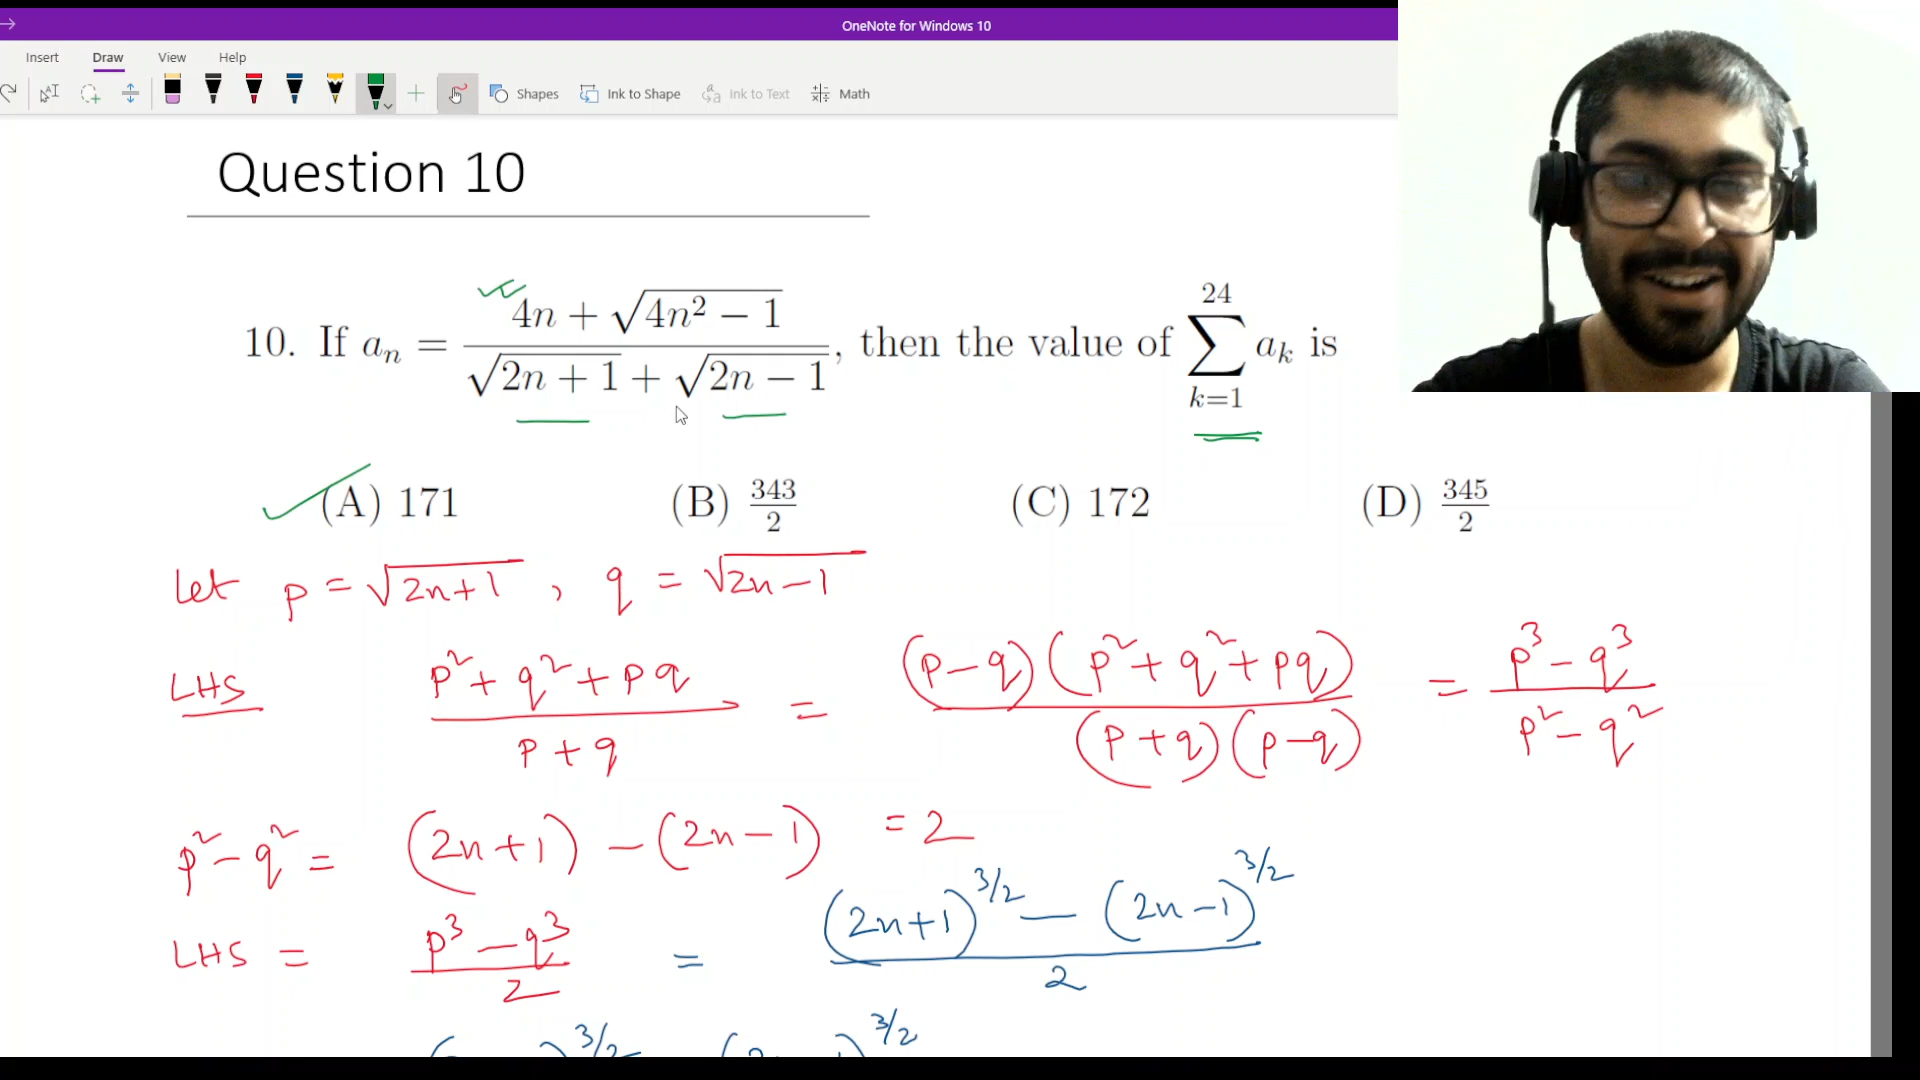 OneNote for Windows 10
Insert Draw View Help
Shapes Ink to Shape Ink to Text Math
Question 10
10. If aₙ = (4n + √(4n² − 1))/(√(2n + 1) + √(2n − 1)), then the value of ∑_{k=1}^{24} aₖ is
(A) 171 (B) 343/2 (C) 172 (D) 345/2
Let p = √(2n+1) , q = √(2n−1)
LHS (p² + q² + pq)/(p + q) = ((p−q)(p² + q² + pq))/((p+q)(p−q)) = (p³ − q³)/(p² − q²)
p² − q² = (2n+1) − (2n−1) = 2
LHS = (p³ − q³)/2 = ((2n+1)^{3/2} − (2n−1)^{3/2})/2
3/2 3/2